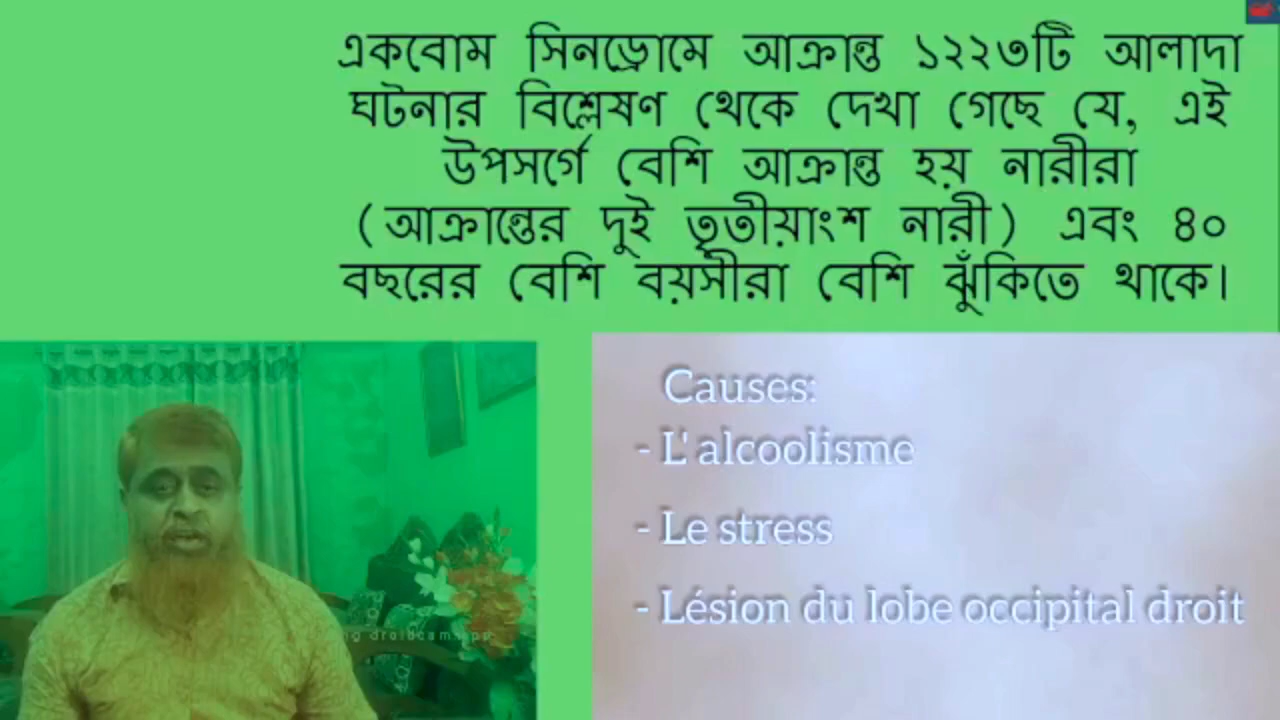 একবোম সিনড্রোমে আক্রান্ত ১২২৩টি আলাদা
ঘটনার বিশ্লেষণ থেকে দেখা গেছে যে, এই
উপসর্গে বেশি আক্রান্ত হয় নারীরা
(আক্রান্তের দুই তৃতীয়াংশ নারী) এবং ৪০
বছরের বেশি বয়সীরা বেশি ঝুঁকিতে থাকে।
Causes:
- L' alcoolisme
- Le stress
- Lésion du lobe occipital droit
droidcam